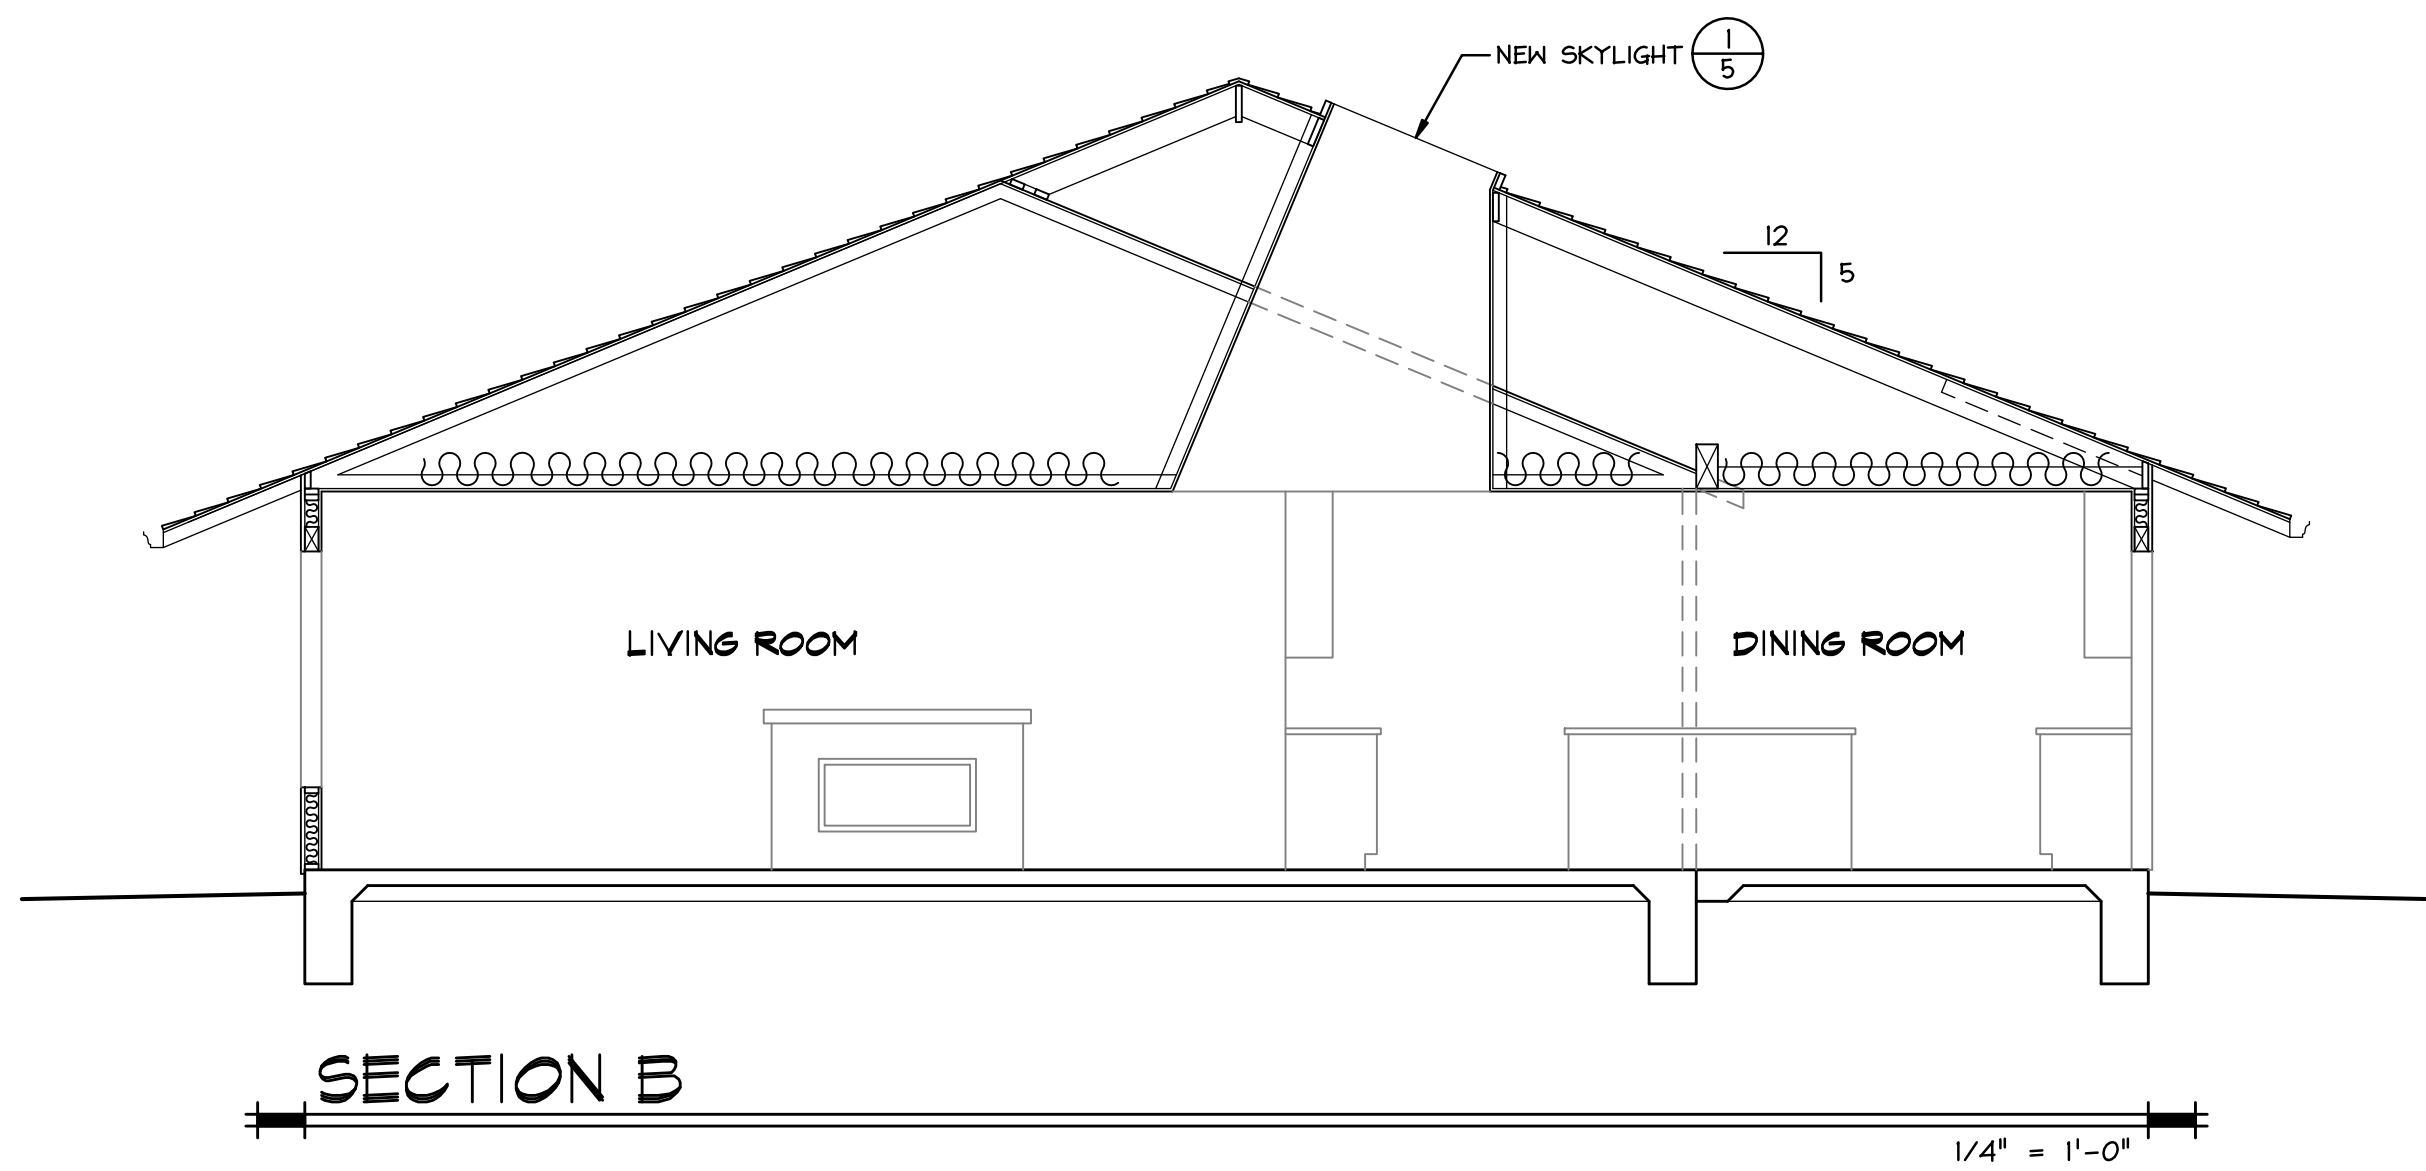 NEW SKYLIGHT
1
5
12
5
LIVING ROOM
DINING ROOM
SECTION B
1/4" = 1'-0"